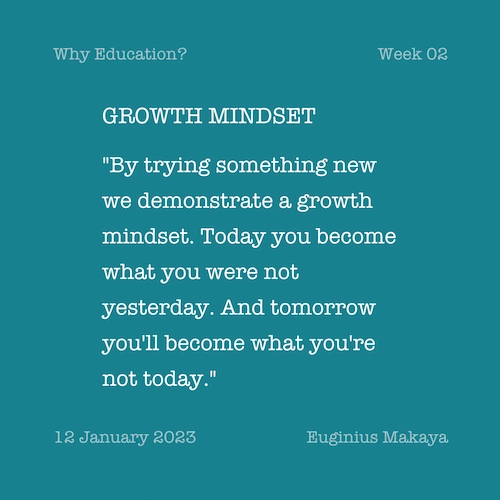 Why Education?
Week 02
GROWTH MINDSET
"By trying something new
we demonstrate a growth
mindset. Today you become
what you were not
yesterday. And tomorrow
you'll become what you're
not today."
12 January 2023
Euginius Makaya